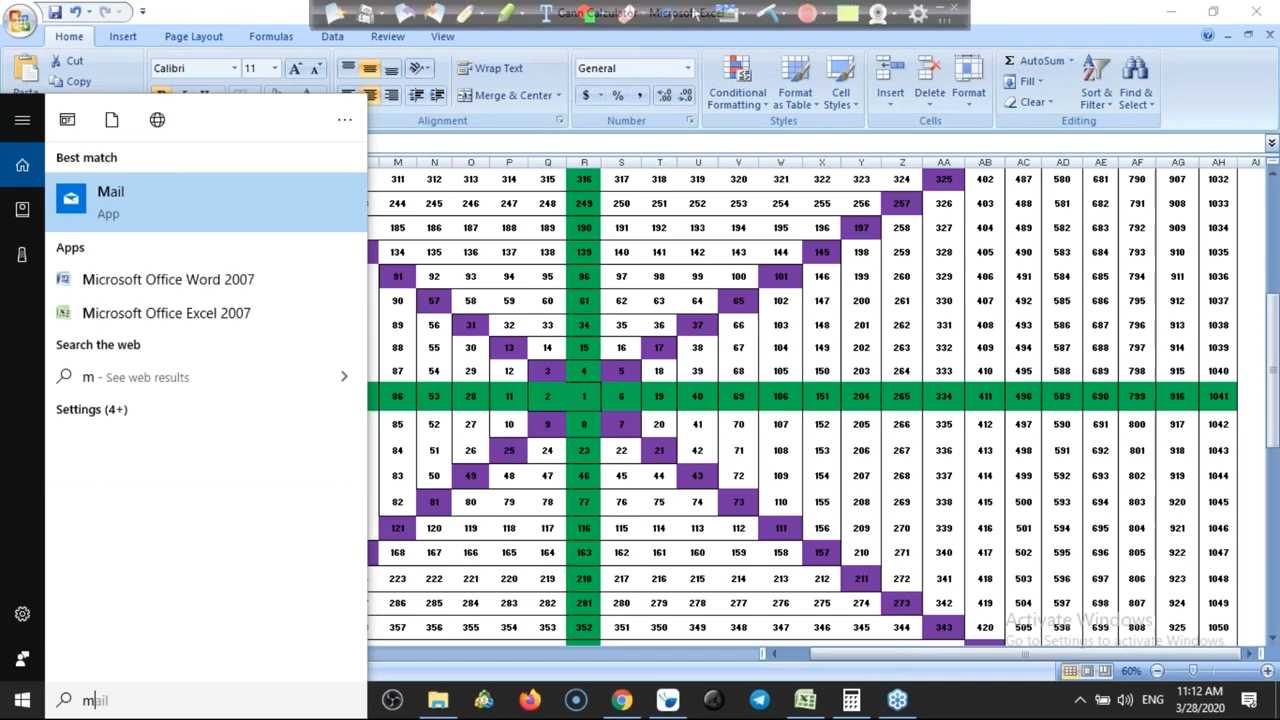 Gann Calculator - Microsoft Excel
1/1
Home Insert Page Layout Formulas Data Review View
Cut
Copy
Calibri 11
Wrap Text
Merge & Center
General
$ % ,
Conditional Formatting
Format as Table
Cell Styles
Insert Delete Format
AutoSum
Fill
Clear
Sort & Filter
Find & Select
Alignment Number Styles Cells Editing
Best match
Mail
App
Apps
Microsoft Office Word 2007
Microsoft Office Excel 2007
Search the web
m - See web results
Settings (4+)
mail
M N O P Q R S T U V W X Y Z AA AB AC AD AE AF AG AH AI
311 312 313 314 315 316 317 318 319 320 321 322 323 324 325 402 487 580 681 790 907 1032
244 245 246 247 248 249 250 251 252 253 254 255 256 257 326 403 488 581 682 791 908 1033
185 186 187 188 189 190 191 192 193 194 195 196 197 258 327 404 489 582 683 792 909 1034
134 135 136 137 138 139 140 141 142 143 144 145 198 259 328 405 490 583 684 793 910 1035
91 92 93 94 95 96 97 98 99 100 101 146 199 260 329 406 491 584 685 794 911 1036
90 57 58 59 60 61 62 63 64 65 102 147 200 261 330 407 492 585 686 795 912 1037
89 56 31 32 33 34 35 36 37 66 103 148 201 262 331 408 493 586 687 796 913 1038
88 55 30 13 14 15 16 17 38 67 104 149 202 263 332 409 494 587 688 797 914 1039
87 54 29 12 3 4 5 18 39 68 105 150 203 264 333 410 495 588 689 798 915 1040
86 53 28 11 2 1 6 19 40 69 106 151 204 265 334 411 496 589 690 799 916 1041
85 52 27 10 9 8 7 20 41 70 107 152 205 266 335 412 497 590 691 800 917 1042
84 51 26 25 24 23 22 21 42 71 108 153 206 267 336 413 498 591 692 801 918 1043
83 50 49 48 47 46 45 44 43 72 109 154 207 268 337 414 499 592 693 802 919 1044
82 81 80 79 78 77 76 75 74 73 110 155 208 269 338 415 500 593 694 803 920 1045
121 120 119 118 117 116 115 114 113 112 111 156 209 270 339 416 501 594 695 804 921 1046
168 167 166 165 164 163 162 161 160 159 158 157 210 271 340 417 502 595 696 805 922 1047
223 222 221 220 219 218 217 216 215 214 213 212 211 272 341 418 503 596 697 806 923 1048
286 285 284 283 282 281 280 279 278 277 276 275 274 273 342 419 504 597 698 807 924 1049
357 356 355 354 353 352 351 350 349 348 347 346 345 344 343 420 505 598 699 808 925 1050
Activate Windows
Go to Settings to activate Windows.
60%
ENG
11:12 AM
3/28/2020